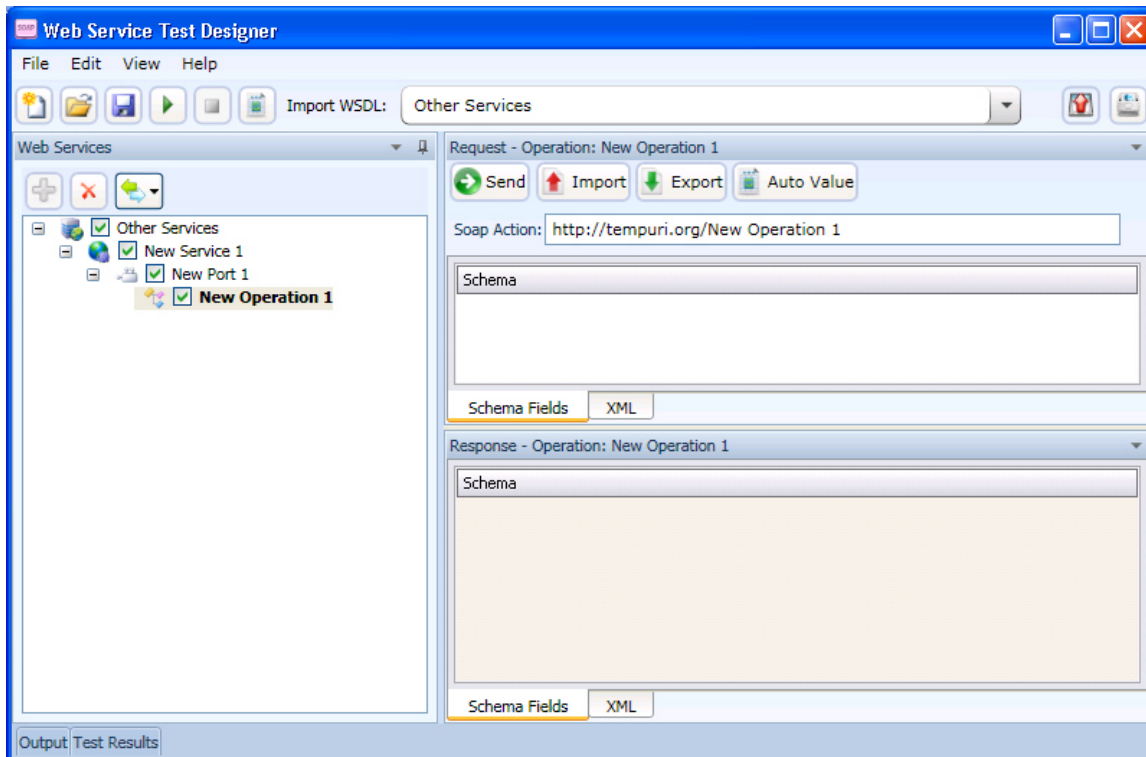 SOAP Web Service Test Designer
File Edit View Help
Import WSDL: Other Services
Web Services
Other Services
New Service 1
New Port 1
New Operation 1
Request - Operation: New Operation 1
Send Import Export Auto Value
Soap Action: http://tempuri.org/New Operation 1
Schema
Schema Fields XML
Response - Operation: New Operation 1
Schema
Schema Fields XML
Output Test Results